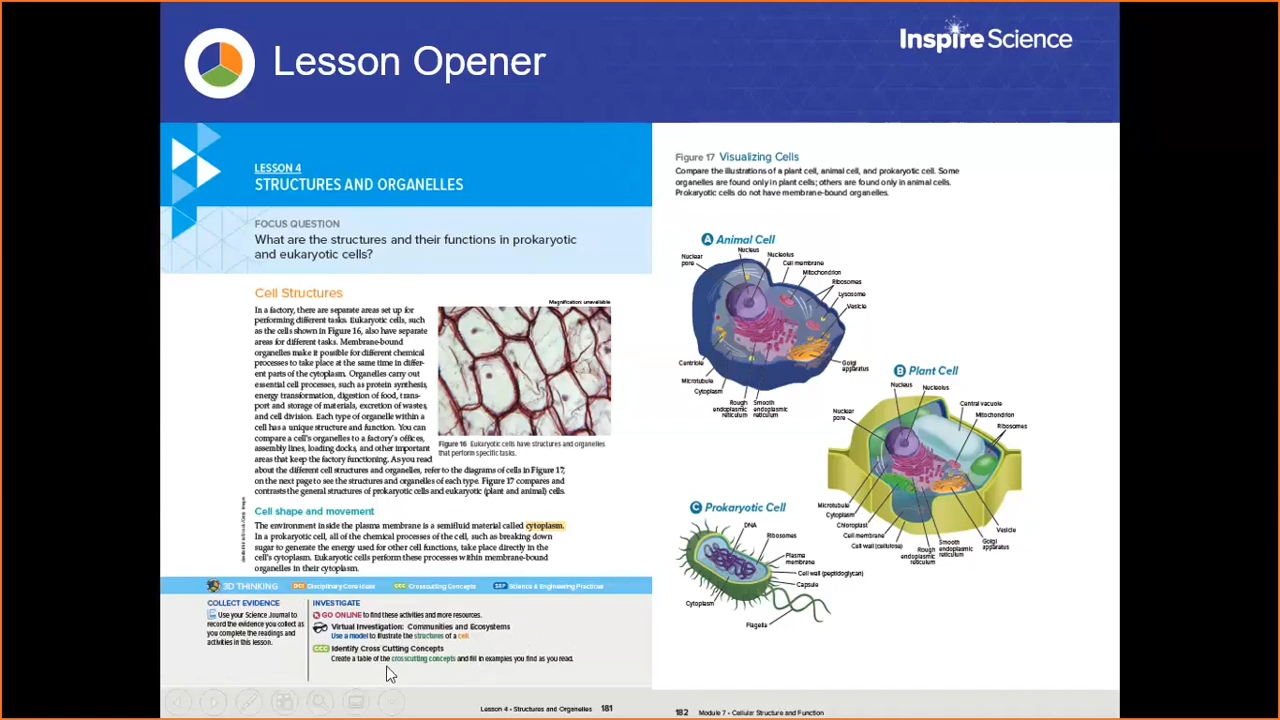 Lesson Opener
Inspire Science
LESSON 4
STRUCTURES AND ORGANELLES
FOCUS QUESTION
What are the structures and their functions in prokaryotic
and eukaryotic cells?
Cell Structures
In a factory, there are separate areas set up for
performing different tasks. Eukaryotic cells, such
as the cells shown in Figure 16, also have separate
areas for different tasks. Membrane-bound
organelles make it possible for different chemical
processes to take place at the same time in differ-
ent parts of the cytoplasm. Organelles carry out
essential cell processes, such as protein synthesis,
energy transformation, digestion of food, trans-
port and storage of materials, excretion of wastes,
and cell division. Each type of organelle within a
cell has a unique structure and function. You can
compare a cell's organelles to a factory's offices,
assembly lines, loading docks, and other important
areas that keep the factory functioning. As you read
about the different cell structures and organelles, refer to the diagrams of cells in Figure 17,
on the next page to see the structures and organelles of each type. Figure 17 compares and
contrasts the general structures of prokaryotic cells and eukaryotic (plant and animal) cells.
Magnification: unavailable
Figure 16 Eukaryotic cells have structures and organelles
that perform specific tasks.
Cell shape and movement
The environment inside the plasma membrane is a semifluid material called cytoplasm.
In a prokaryotic cell, all of the chemical processes of the cell, such as breaking down
sugar to generate the energy used for other cell functions, take place directly in the
cell's cytoplasm. Eukaryotic cells perform these processes within membrane-bound
organelles in their cytoplasm.
3D THINKING
DCI Disciplinary Core Ideas
CCC Crosscutting Concepts
SEP Science & Engineering Practices
COLLECT EVIDENCE
Use your Science Journal to
record the evidence you collect as
you complete the readings and
activities in this lesson.
INVESTIGATE
GO ONLINE to find these activities and more resources.
Virtual Investigation: Communities and Ecosystems
Use a model to illustrate the structures of a cell
CCC Identify Cross Cutting Concepts
Create a table of the crosscutting concepts and fill in examples you find as you read.
Lesson 4 • Structures and Organelles 181
Figure 17 Visualizing Cells
Compare the illustrations of a plant cell, animal cell, and prokaryotic cell. Some
organelles are found only in plant cells; others are found only in animal cells.
Prokaryotic cells do not have membrane-bound organelles.
A Animal Cell
Nuclear
pore
Nucleus
Nucleolus
Cell membrane
Mitochondrion
Ribosomes
Lysosome
Vesicle
Centriole
Microtubule
Cytoplasm
Rough
endoplasmic
reticulum
Smooth
endoplasmic
reticulum
Golgi
apparatus
B Plant Cell
Nucleus
Nucleolus
Nuclear
pore
Central vacuole
Mitochondrion
Ribosomes
Microtubule
Cytoplasm
Chloroplast
Cell membrane
Cell wall (cellulose)
Rough
endoplasmic
reticulum
Smooth
endoplasmic
reticulum
Golgi
apparatus
Vesicle
C Prokaryotic Cell
DNA
Ribosomes
Plasma
membrane
Cell wall (peptidoglycan)
Capsule
Cytoplasm
Flagella
182 Module 7 • Cellular Structure and Function